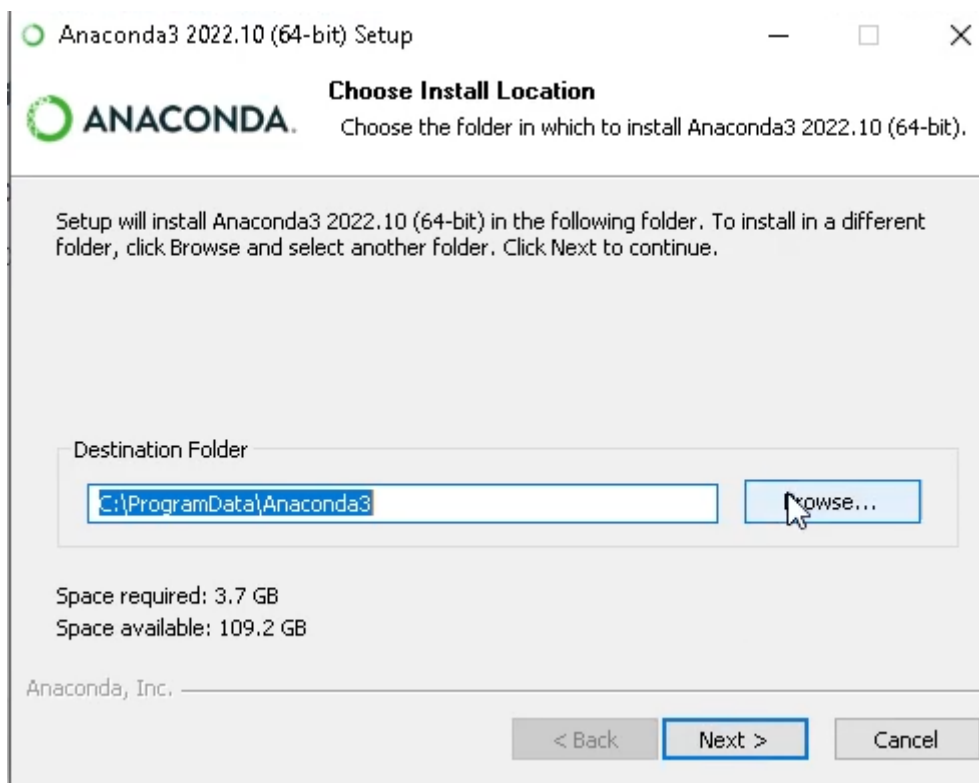 Anaconda3 2022.10 (64-bit) Setup
ANACONDA.
Choose Install Location
Choose the folder in which to install Anaconda3 2022.10 (64-bit).
Setup will install Anaconda3 2022.10 (64-bit) in the following folder. To install in a different
folder, click Browse and select another folder. Click Next to continue.
Destination Folder
C:\ProgramData\Anaconda3
Browse...
Space required: 3.7 GB
Space available: 109.2 GB
Anaconda, Inc.
< Back
Next >
Cancel